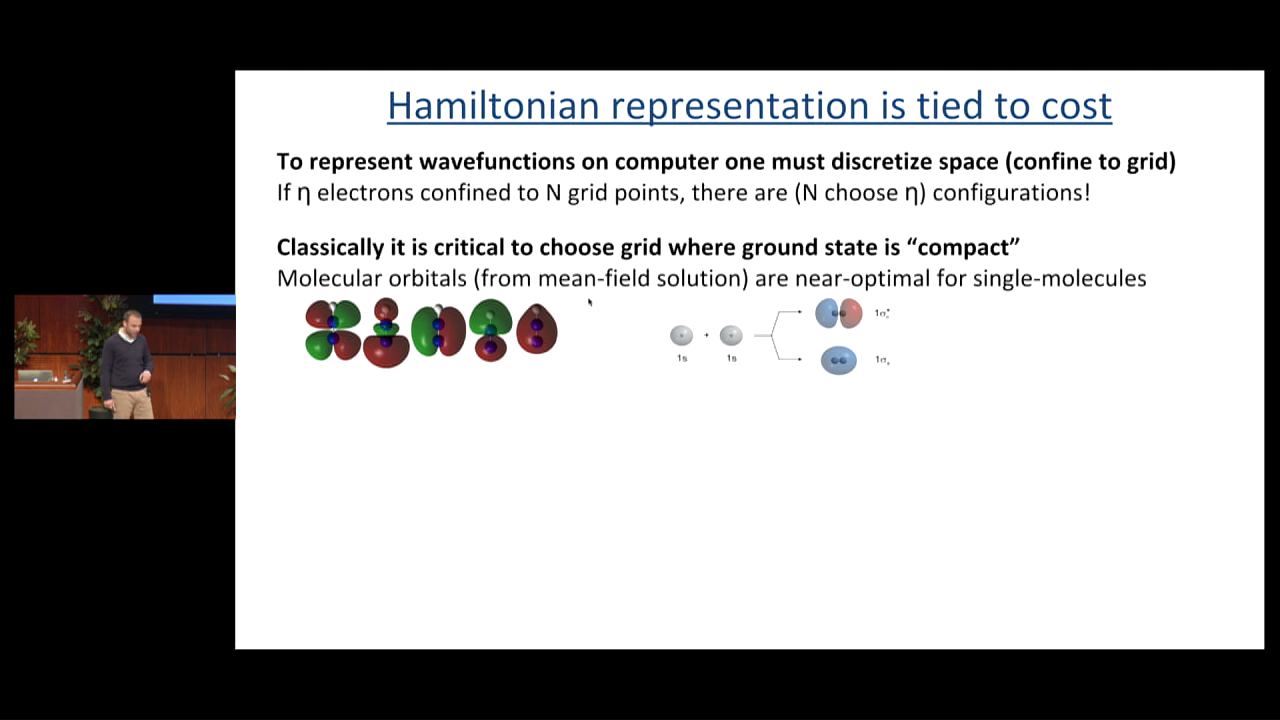 Hamiltonian representation is tied to cost
To represent wavefunctions on computer one must discretize space (confine to grid)
If η electrons confined to N grid points, there are (N choose η) configurations!
Classically it is critical to choose grid where ground state is “compact”
Molecular orbitals (from mean-field solution) are near-optimal for single-molecules
1s
1s